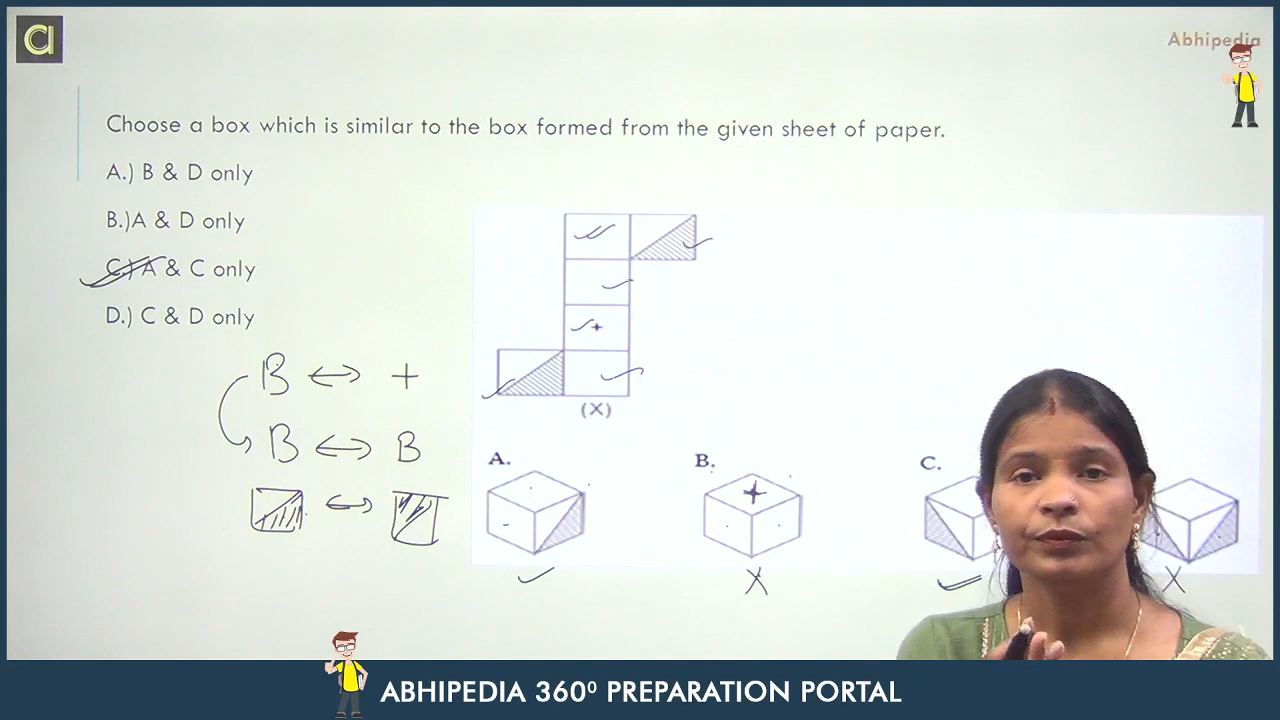 a
Abhipedia
Choose a box which is similar to the box formed from the given sheet of paper.
A.) B & D only
B.)A & D only
C.) A & C only
D.) C & D only
B ↔ +
B ↔ B
↔
+
(X)
A.
B.
C.
+
X
ABHIPEDIA 360⁰ PREPARATION PORTAL